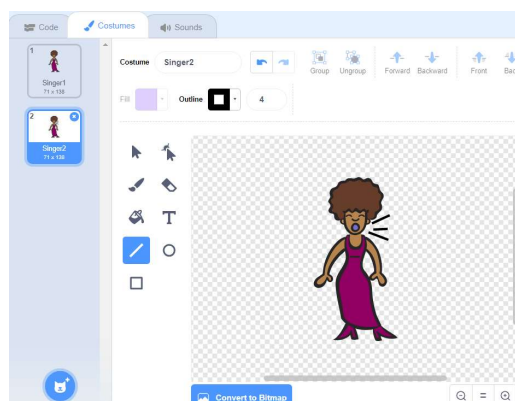 Code Costumes Sounds
1
Singer1
71 x 138
2
Singer2
71 x 138
Costume Singer2
Group Ungroup Forward Backward Front
Fill Outline 4
T
Convert to Bitmap